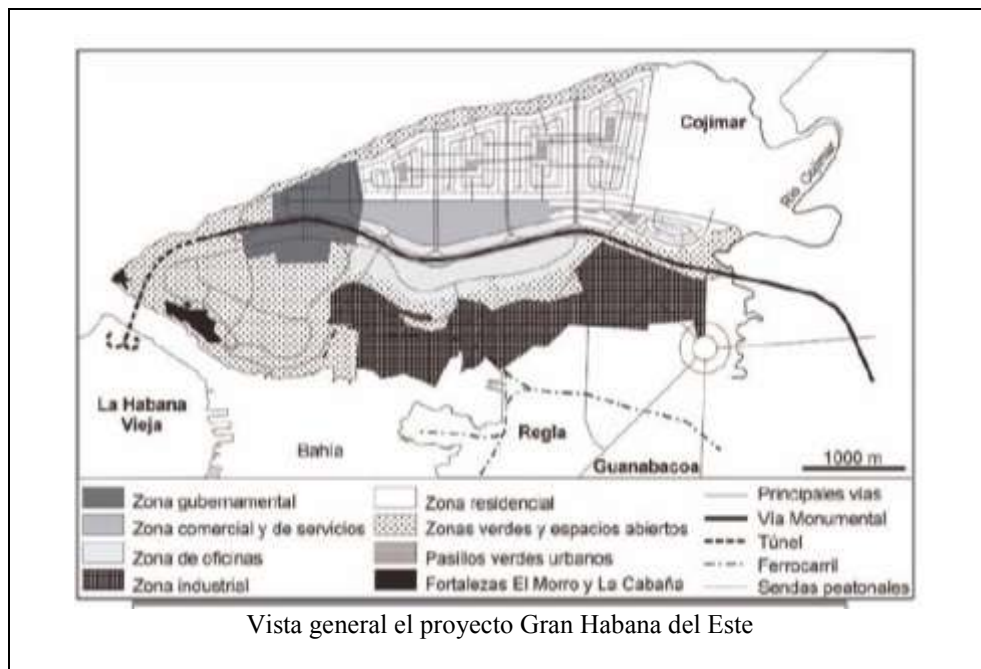 Cojimar
Río Cojimar
La Habana
Vieja
Bahía
Regla
Guanabacoa
1000 m
Zona gubernamental
Zona comercial y de servicios
Zona de oficinas
Zona industrial
Zona residencial
Zonas verdes y espacios abiertos
Pasillos verdes urbanos
Fortalezas El Morro y La Cabaña
Principales vías
Vía Monumental
Túnel
Ferrocarril
Sendas peatonales
Vista general el proyecto Gran Habana del Este